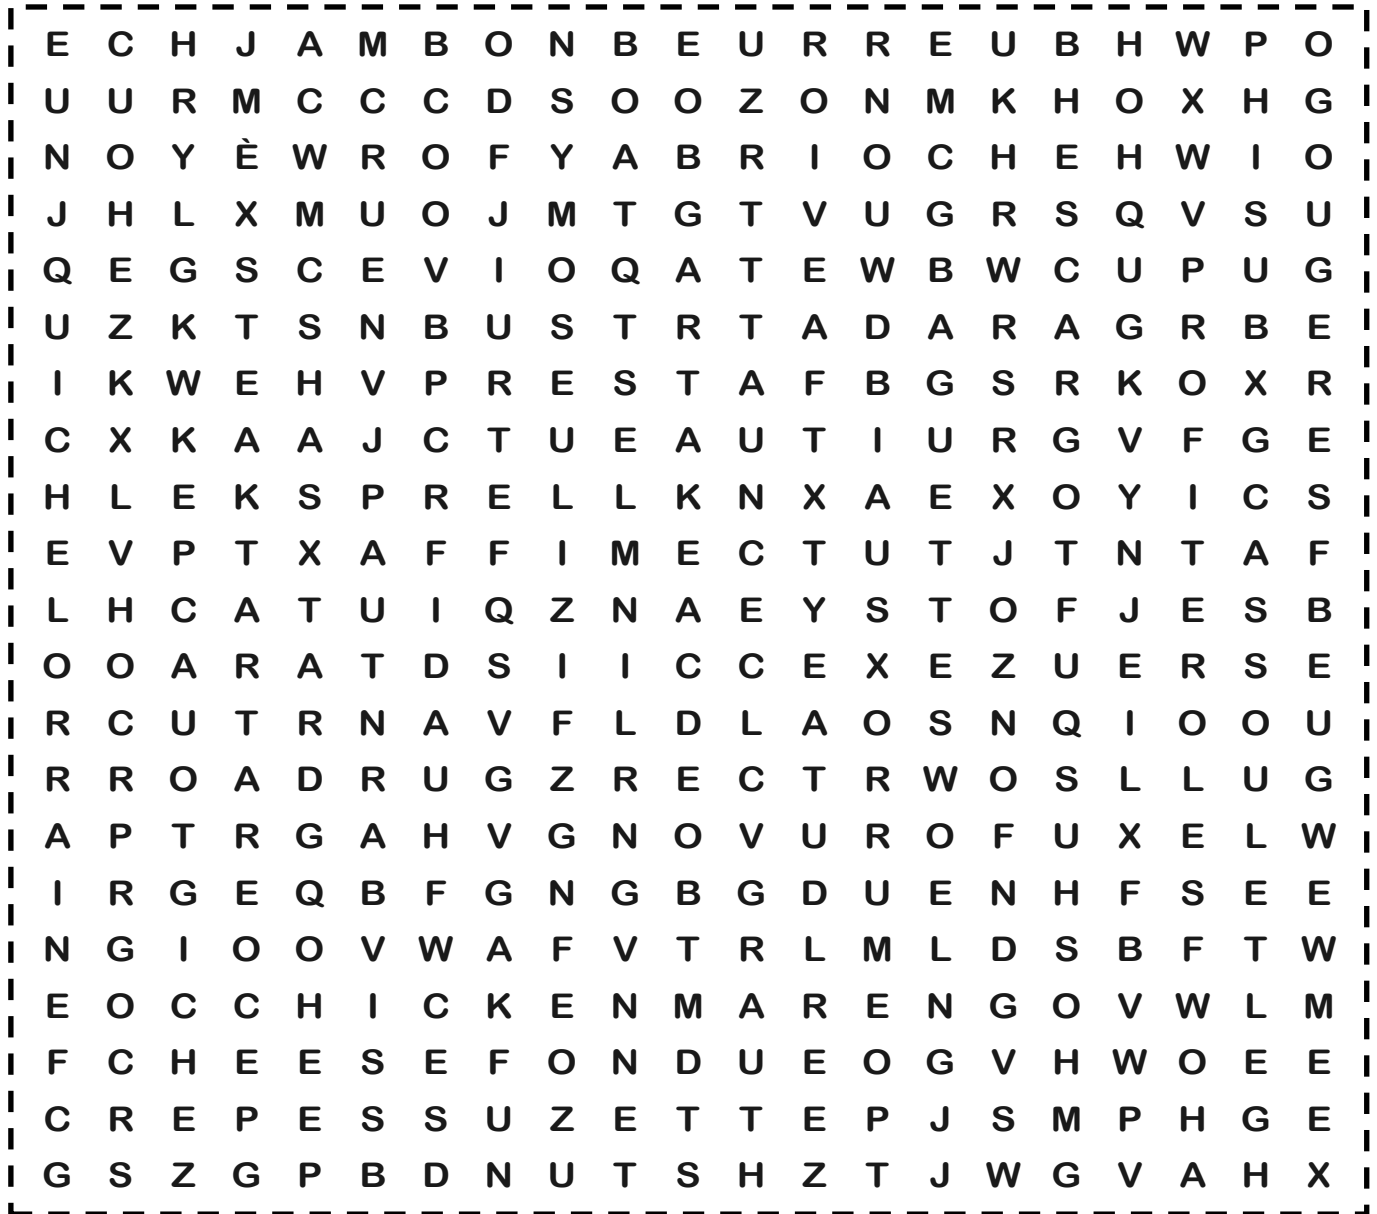 E C H J A M B O N B E U R R E U B H W P O
U U R M C C C D S O O Z O N M K H O X H G
N O Y È W R O F Y A B R I O C H E H W I O
J H L X M U O J M T G T V U G R S Q V S U
Q E G S C E V I O Q A T E W B W C U P U G
U Z K T S N B U S T R T A D A R A G R B E
I K W E H V P R E S T A F B G S R K O X R
C X K A A J C T U E A U T I U R G V F G E
H L E K S P R E L L K N X A E X O Y I C S
E V P T X A F F I M E C T U T J T N T A F
L H C A T U I Q Z N A E Y S T O F J E S B
O O A R A T D S I I C C E X E Z U E R S E
R C U T R N A V F L D L A O S N Q I O O U
R R O A D R U G Z R E C T R W O S L L U G
A P T R G A H V G N O V U R O F U X E L W
I R G E Q B F G N G B G D U E N H F S E E
N G I O O V W A F V T R L M L D S B F T W
E O C C H I C K E N M A R E N G O V W L M
F C H E E S E F O N D U E O G V H W O E E
C R E P E S S U Z E T T E P J S M P H G E
G S Z G P B D N U T S H Z T J W G V A H X